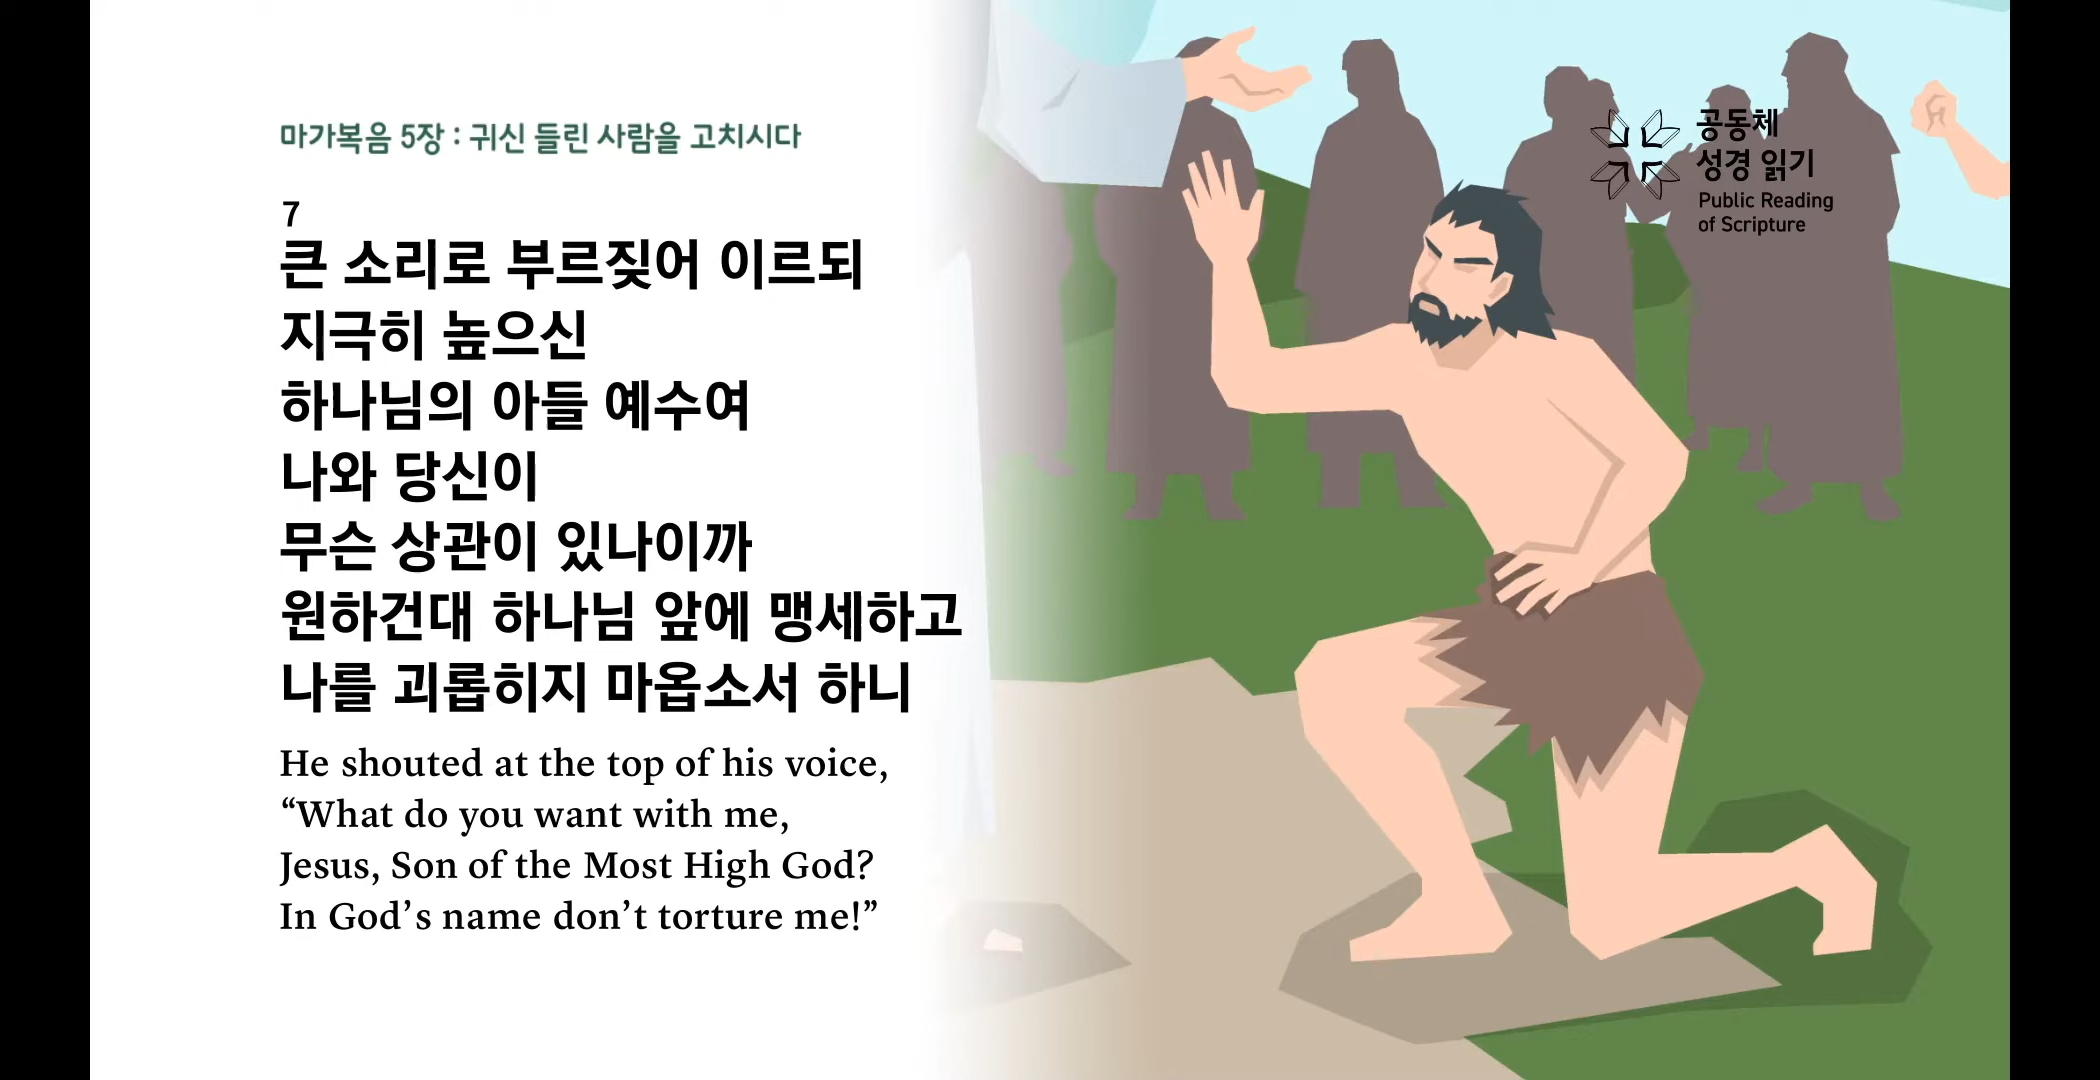 마가복음 5장 : 귀신 들린 사람을 고치시다
7
큰 소리로 부르짖어 이르되
지극히 높으신
하나님의 아들 예수여
나와 당신이
무슨 상관이 있나이까
원하건대 하나님 앞에 맹세하고
나를 괴롭히지 마옵소서 하니
He shouted at the top of his voice,
“What do you want with me,
Jesus, Son of the Most High God?
In God’s name don’t torture me!”
공동체
성경 읽기
Public Reading
of Scripture